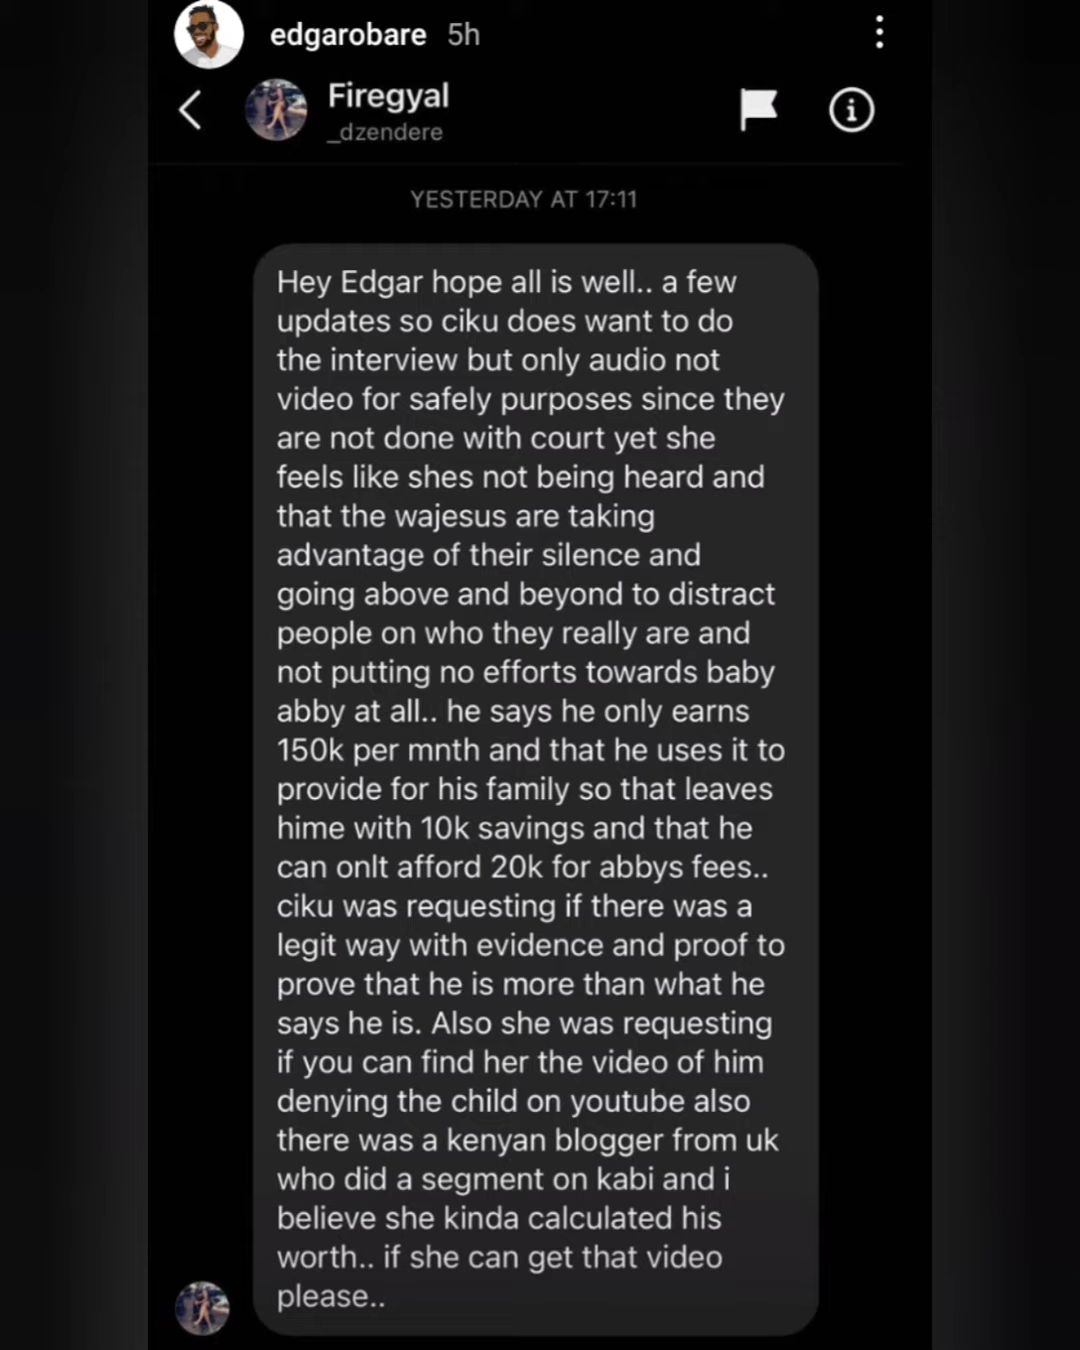 edgarobare 5h
Firegyal
_dzendere
YESTERDAY AT 17:11
Hey Edgar hope all is well.. a few
updates so ciku does want to do
the interview but only audio not
video for safely purposes since they
are not done with court yet she
feels like shes not being heard and
that the wajesus are taking
advantage of their silence and
going above and beyond to distract
people on who they really are and
not putting no efforts towards baby
abby at all.. he says he only earns
150k per mnth and that he uses it to
provide for his family so that leaves
hime with 10k savings and that he
can onlt afford 20k for abbys fees..
ciku was requesting if there was a
legit way with evidence and proof to
prove that he is more than what he
says he is. Also she was requesting
if you can find her the video of him
denying the child on youtube also
there was a kenyan blogger from uk
who did a segment on kabi and i
believe she kinda calculated his
worth.. if she can get that video
please..